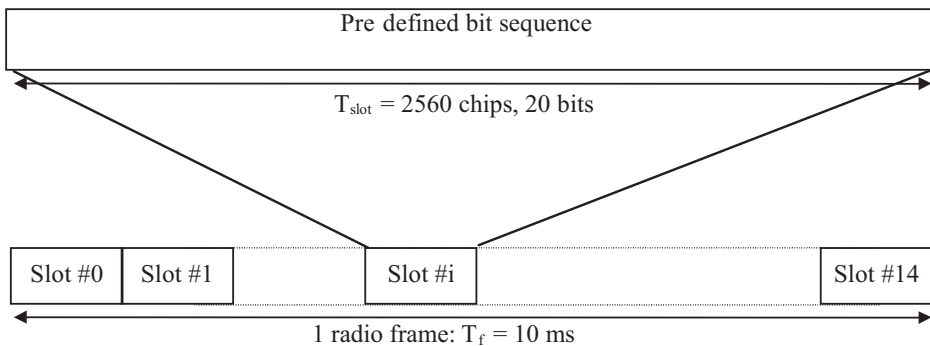 Pre defined bit sequence
T_slot = 2560 chips, 20 bits
Slot #0 Slot #1 Slot #i Slot #14
1 radio frame: T_f = 10 ms